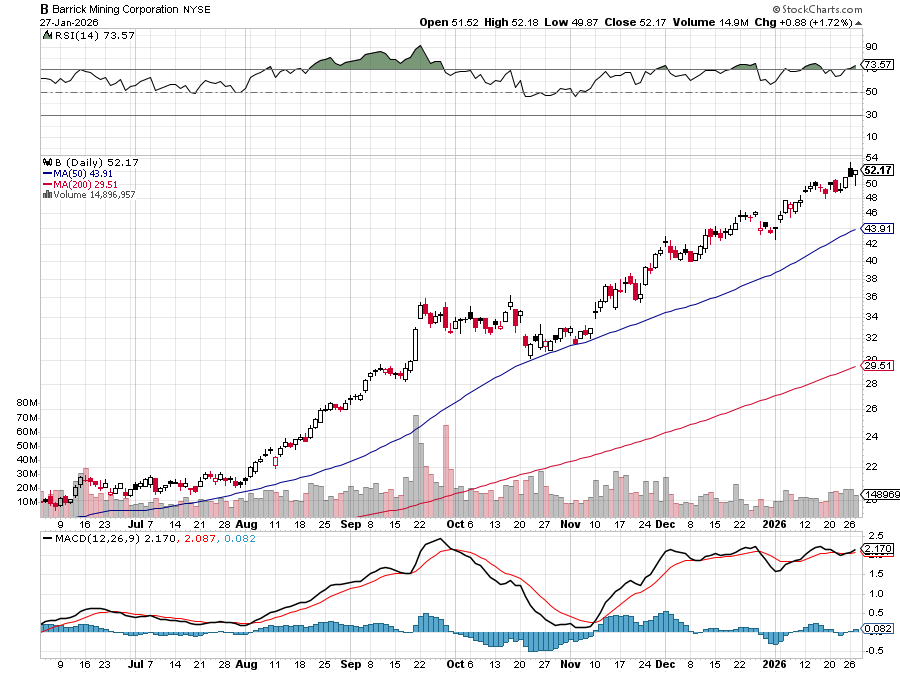 B Barrick Mining Corporation NYSE © StockCharts.com
27-Jan-2026 Open 51.52 High 52.18 Low 49.87 Close 52.17 Volume 14.9M Chg +0.88 (+1.72%)
RSI(14) 73.57
90
73.57
50
30
10
B (Daily) 52.17
MA(50) 43.91
MA(200) 29.51
Volume 14,896,957
54
52.17
50
48
46
43.91
42
40
38
36
34
32
30
29.51
28
26
24
22
80M
70M
60M
50M
40M
30M
20M
10M
148969
9 16 23 Jul 7 14 21 28 Aug 11 18 25 Sep 8 15 22 Oct 6 13 20 27 Nov 10 17 24 Dec 8 15 22 2026 12 20 26
MACD(12,26,9) 2.170, 2.087, 0.082
2.5
2.170
1.5
1.0
0.5
0.082
-0.5
9 16 23 Jul 7 14 21 28 Aug 11 18 25 Sep 8 15 22 Oct 6 13 20 27 Nov 10 17 24 Dec 8 15 22 2026 12 20 26